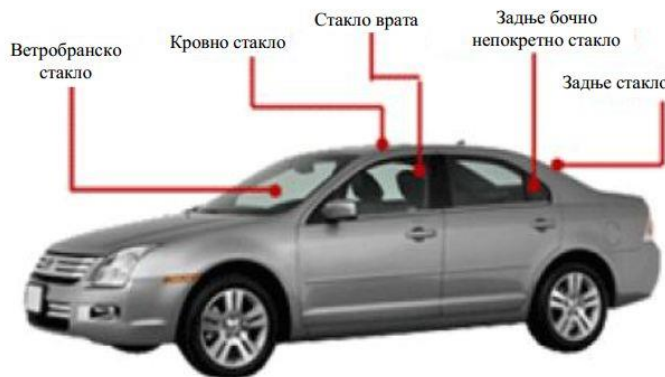 Ветробранско
стакло
Кровно стакло
Стакло врата
Задње бочно
непокретно стакло
Задње стакло